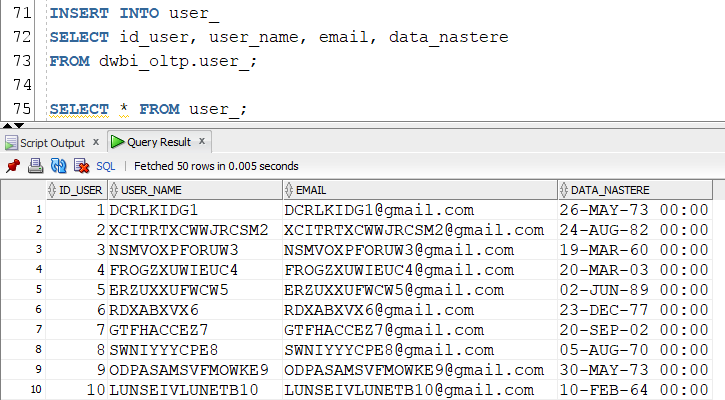 71 INSERT INTO user_
72 SELECT id_user, user_name, email, data_nastere
73 FROM dwbi_oltp.user_;
74
75 SELECT * FROM user_;
Script Output x Query Result x
SQL | Fetched 50 rows in 0.005 seconds
ID_USER USER_NAME EMAIL DATA_NASTERE
1 1 DCRLKIDG1 DCRLKIDG1@gmail.com 26-MAY-73 00:00
2 2 XCITRTXCWWJRCSM2 XCITRTXCWWJRCSM2@gmail.com 24-AUG-82 00:00
3 3 NSMVOXPFORUW3 NSMVOXPFORUW3@gmail.com 19-MAR-60 00:00
4 4 FROGZXUWIEUC4 FROGZXUWIEUC4@gmail.com 20-MAR-03 00:00
5 5 ERZUXXUFWCW5 ERZUXXUFWCW5@gmail.com 02-JUN-89 00:00
6 6 RDXABXVX6 RDXABXVX6@gmail.com 23-DEC-77 00:00
7 7 GTFHACCEZ7 GTFHACCEZ7@gmail.com 20-SEP-02 00:00
8 8 SWNIYYYCPE8 SWNIYYYCPE8@gmail.com 05-AUG-70 00:00
9 9 ODPASAMSVFMOWKE9 ODPASAMSVFMOWKE9@gmail.com 30-MAY-73 00:00
10 10 LUNSEIVLUNETB10 LUNSEIVLUNETB10@gmail.com 10-FEB-64 00:00